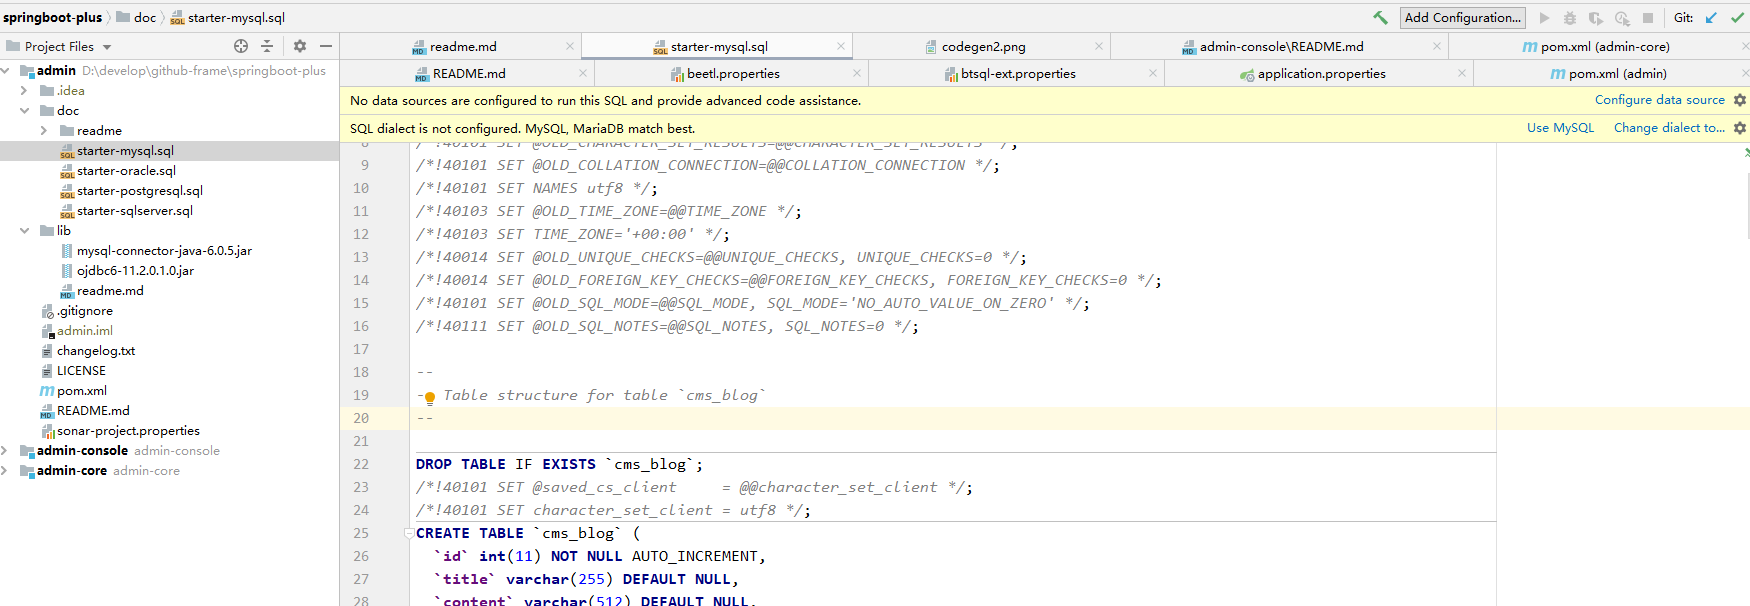 springboot-plus doc starter-mysql.sql Add Configuration... Git:
Project Files
readme.md starter-mysql.sql codegen2.png admin-console\README.md pom.xml (admin-core)
README.md beetl.properties btsql-ext.properties application.properties pom.xml (admin)
admin D:\develop\github-frame\springboot-plus
.idea
doc
readme
starter-mysql.sql
starter-oracle.sql
starter-postgresql.sql
starter-sqlserver.sql
lib
mysql-connector-java-6.0.5.jar
ojdbc6-11.2.0.1.0.jar
readme.md
.gitignore
admin.iml
changelog.txt
LICENSE
pom.xml
README.md
sonar-project.properties
admin-console admin-console
admin-core admin-core
No data sources are configured to run this SQL and provide advanced code assistance. Configure data source
SQL dialect is not configured. MySQL, MariaDB match best. Use MySQL Change dialect to...
8 /*!40101 SET @OLD_CHARACTER_SET_RESULTS=@@CHARACTER_SET_RESULTS */;
9 /*!40101 SET @OLD_COLLATION_CONNECTION=@@COLLATION_CONNECTION */;
10 /*!40101 SET NAMES utf8 */;
11 /*!40103 SET @OLD_TIME_ZONE=@@TIME_ZONE */;
12 /*!40103 SET TIME_ZONE='+00:00' */;
13 /*!40014 SET @OLD_UNIQUE_CHECKS=@@UNIQUE_CHECKS, UNIQUE_CHECKS=0 */;
14 /*!40014 SET @OLD_FOREIGN_KEY_CHECKS=@@FOREIGN_KEY_CHECKS, FOREIGN_KEY_CHECKS=0 */;
15 /*!40101 SET @OLD_SQL_MODE=@@SQL_MODE, SQL_MODE='NO_AUTO_VALUE_ON_ZERO' */;
16 /*!40111 SET @OLD_SQL_NOTES=@@SQL_NOTES, SQL_NOTES=0 */;
17
18 --
19 - Table structure for table `cms_blog`
20 --
21
22 DROP TABLE IF EXISTS `cms_blog`;
23 /*!40101 SET @saved_cs_client     = @@character_set_client */;
24 /*!40101 SET character_set_client = utf8 */;
25 CREATE TABLE `cms_blog` (
26 `id` int(11) NOT NULL AUTO_INCREMENT,
27 `title` varchar(255) DEFAULT NULL,
28 `content` varchar(512) DEFAULT NULL,